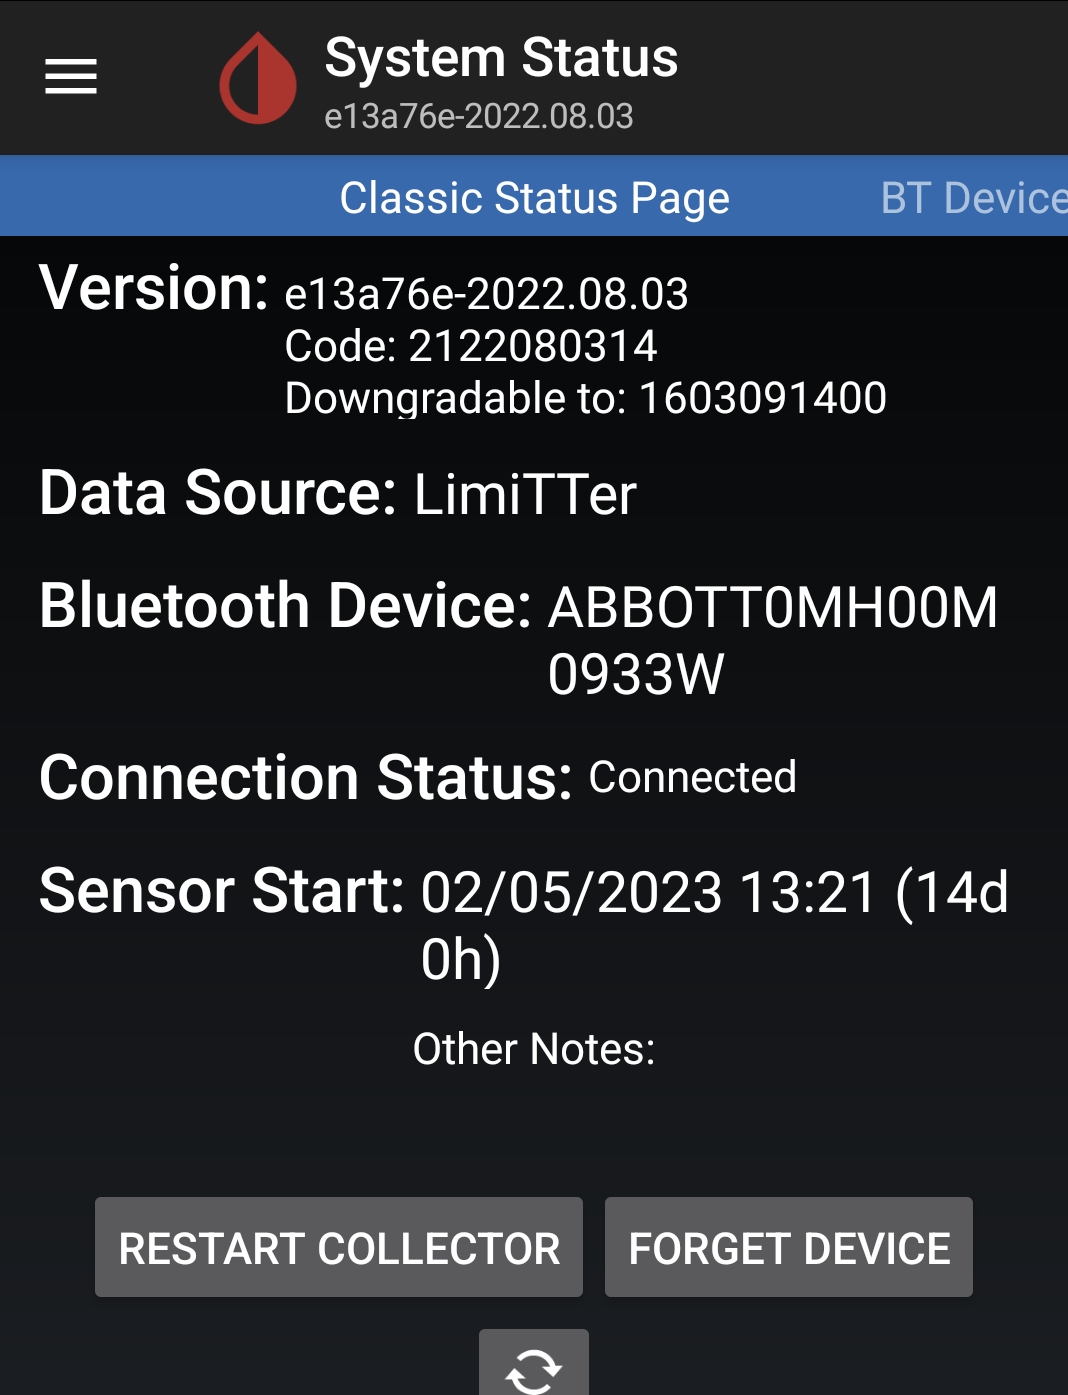 System Status
e13a76e-2022.08.03
Classic Status Page BT Device
Version: e13a76e-2022.08.03
Code: 2122080314
Downgradable to: 1603091400
Data Source: LimiTTer
Bluetooth Device: ABBOTT0MH00M
0933W
Connection Status: Connected
Sensor Start: 02/05/2023 13:21 (14d
0h)
Other Notes:
RESTART COLLECTOR FORGET DEVICE